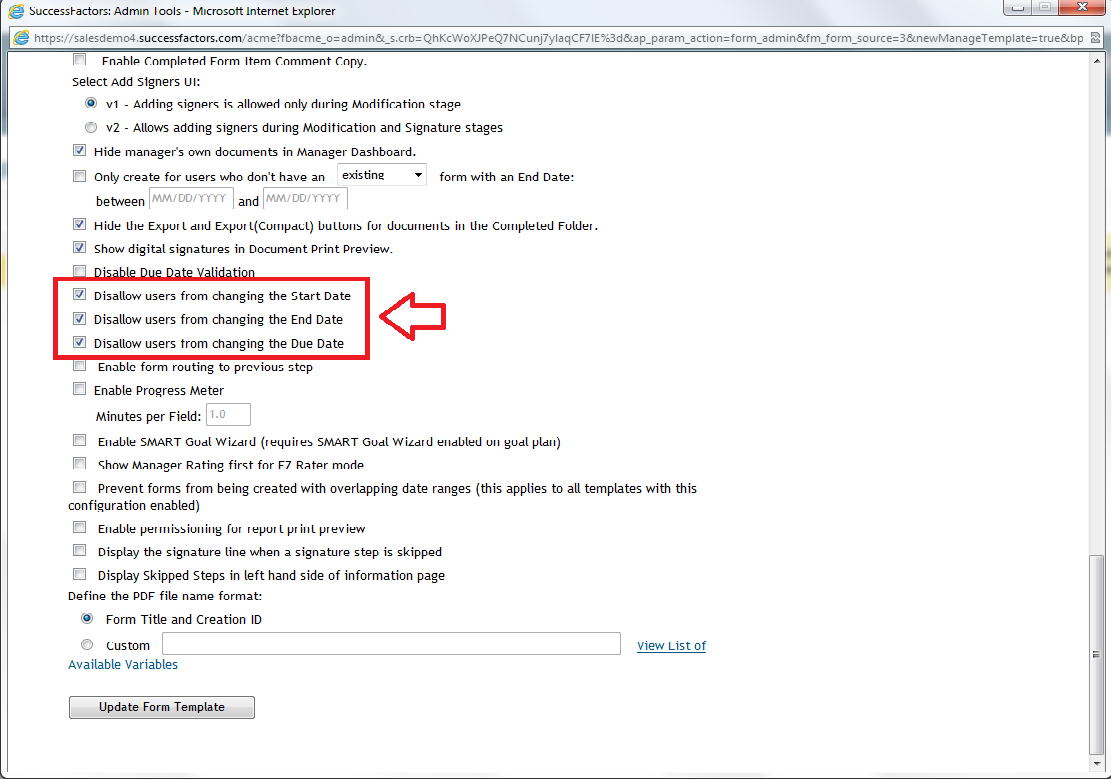 SuccessFactors: Admin Tools - Microsoft Internet Explorer
https://salesdemo4.successfactors.com/acme?fbacme_o=admin&_s.crb=QhKcWoXJPeQ7NCunj7ylaqCF7IE%3d&ap_param_action=form_admin&fm_form_source=3&newManageTemplate=true&bp
Enable Completed Form Item Comment Copy.
Select Add Signers UI:
v1 - Adding signers is allowed only during Modification stage
v2 - Allows adding signers during Modification and Signature stages
Hide manager's own documents in Manager Dashboard.
Only create for users who don't have an existing form with an End Date:
between MM/DD/YYYY and MM/DD/YYYY
Hide the Export and Export(Compact) buttons for documents in the Completed Folder.
Show digital signatures in Document Print Preview.
Disable Due Date Validation
Disallow users from changing the Start Date
Disallow users from changing the End Date
Disallow users from changing the Due Date
Enable form routing to previous step
Enable Progress Meter
Minutes per Field: 1.0
Enable SMART Goal Wizard (requires SMART Goal Wizard enabled on goal plan)
Show Manager Rating first for EZ Rater mode
Prevent forms from being created with overlapping date ranges (this applies to all templates with this
configuration enabled)
Enable permissioning for report print preview
Display the signature line when a signature step is skipped
Display Skipped Steps in left hand side of information page
Define the PDF file name format:
Form Title and Creation ID
Custom View List of
Available Variables
Update Form Template